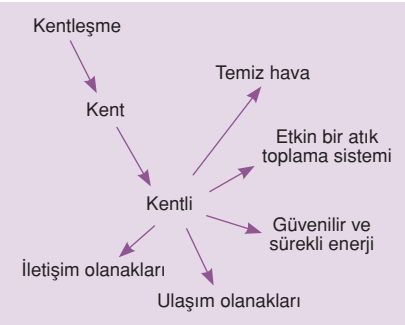 Kentleşme
Temiz hava
Kent
Etkin bir atık
toplama sistemi
Kentli
Güvenilir ve
sürekli enerji
İletişim olanakları
Ulaşım olanakları